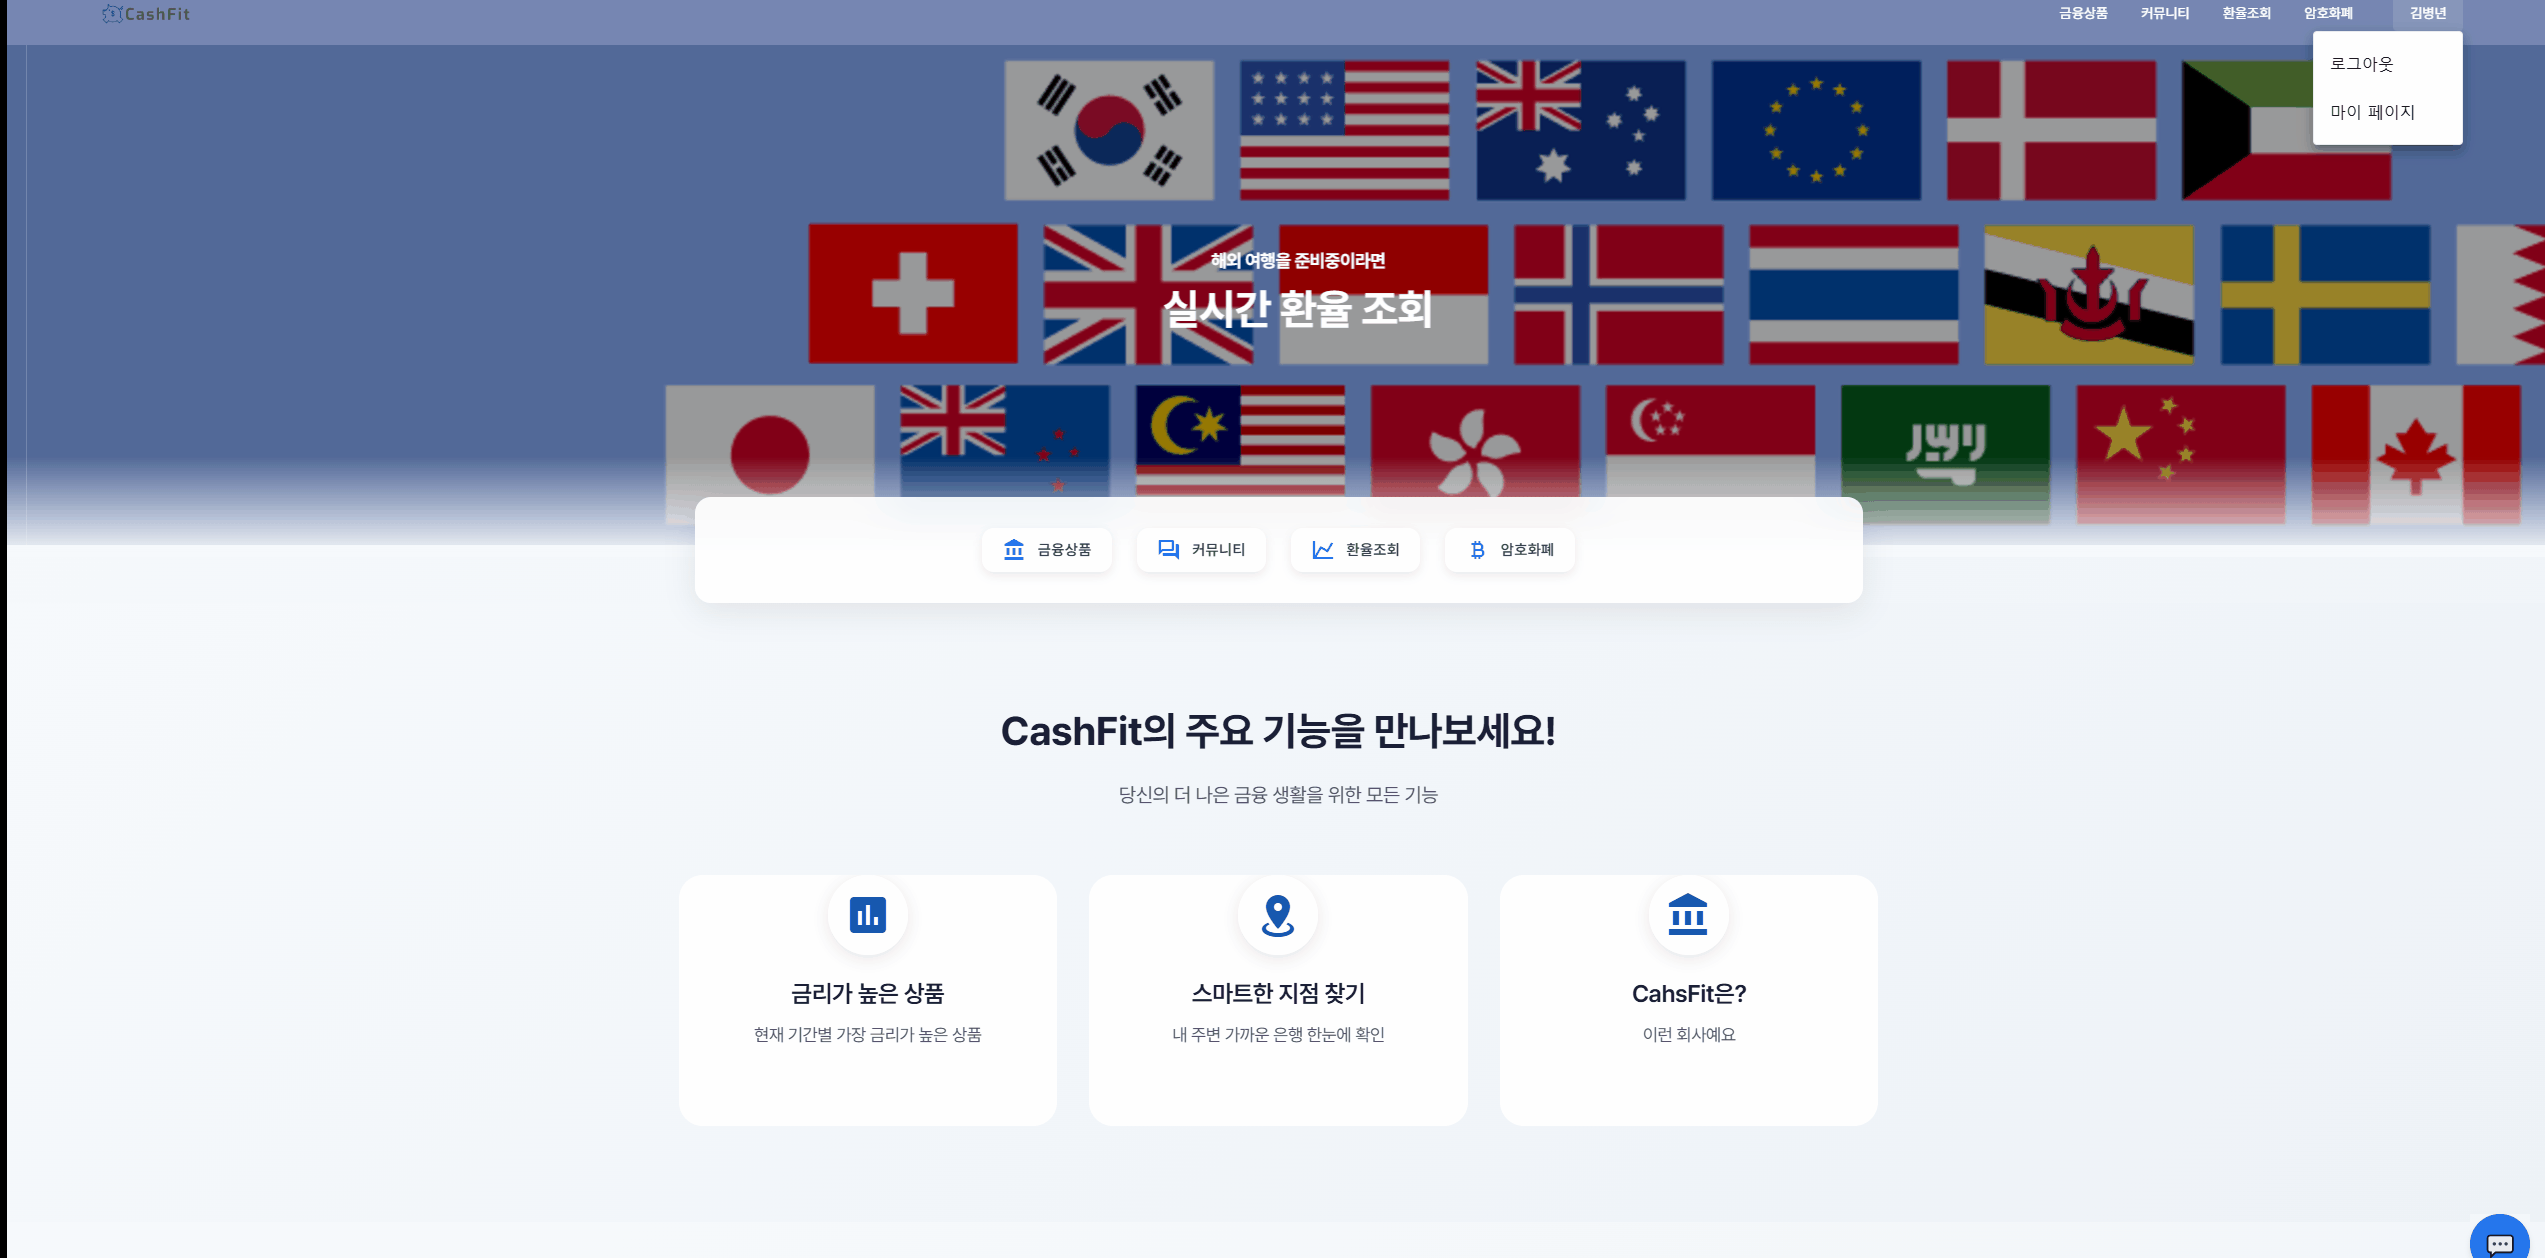 CashFit
금융상품 커뮤니티 환율조회 암호화폐 김병년
로그아웃
마이 페이지
해외 여행을 준비중이라면
실시간 환율 조회
금융상품 커뮤니티 환율조회 암호화폐
CashFit의 주요 기능을 만나보세요!
당신의 더 나은 금융 생활을 위한 모든 기능
금리가 높은 상품
현재 기간별 가장 금리가 높은 상품
스마트한 지점 찾기
내 주변 가까운 은행 한눈에 확인
CahsFit은?
이런 회사예요